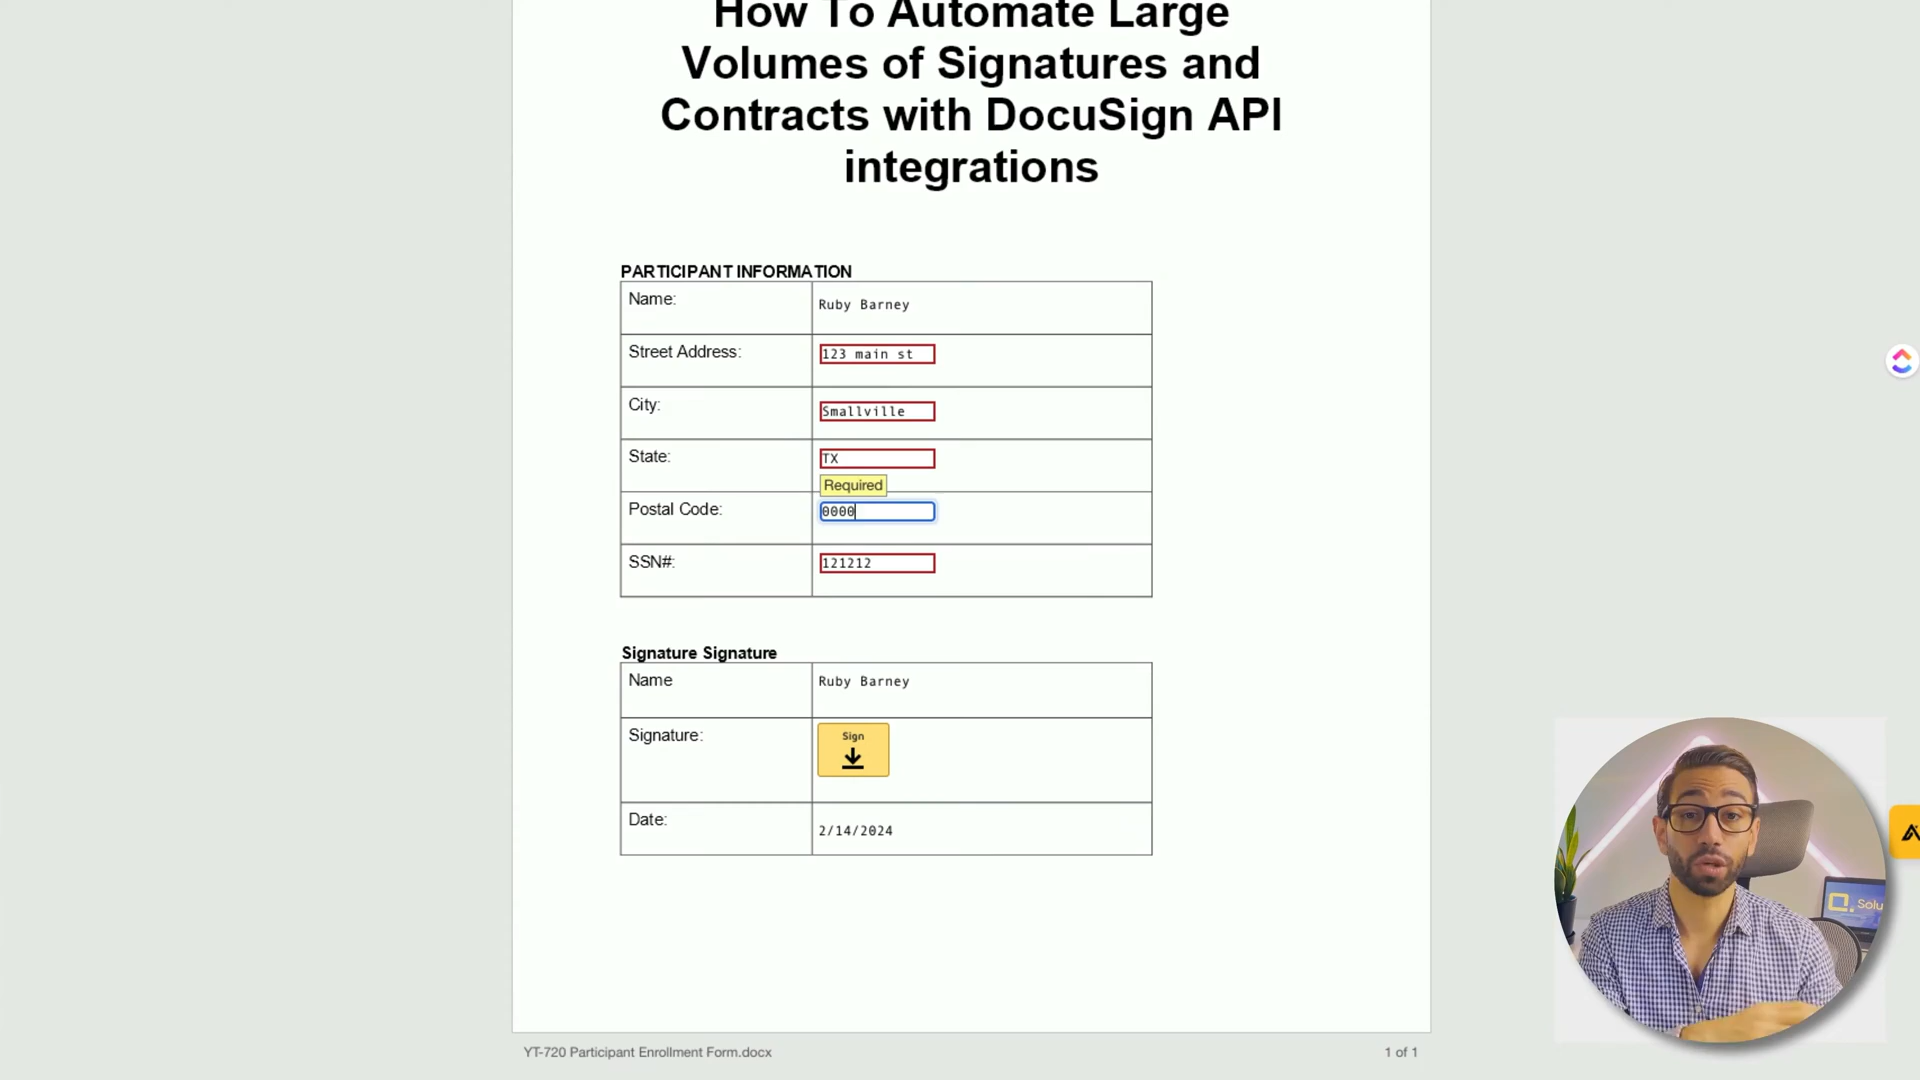 How To Automate Large
Volumes of Signatures and
Contracts with DocuSign API
integrations
PARTICIPANT INFORMATION
Name: Ruby Barney
Street Address: 123 main st
City: Smallville
State: TX
Required
Postal Code: 0000
SSN#: 121212
Signature Signature
Name Ruby Barney
Signature: Sign
Date: 2/14/2024
Q. Solu
YT-720 Participant Enrollment Form.docx 1 of 1